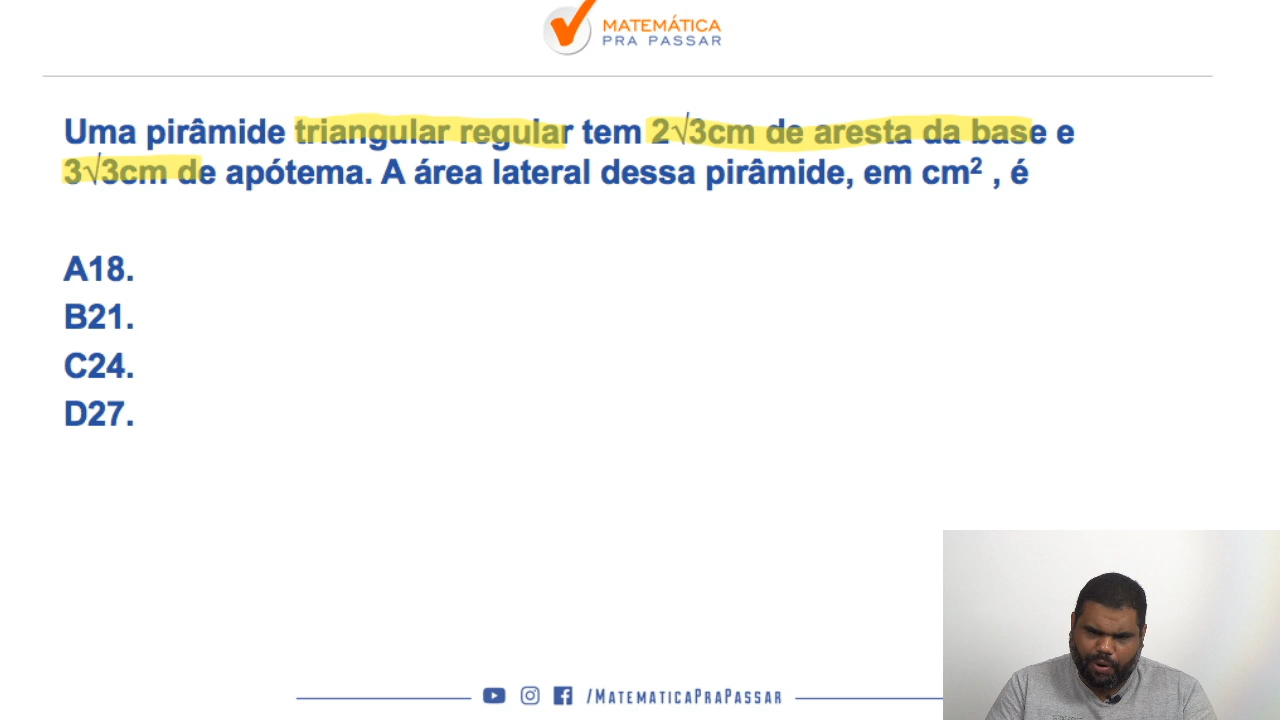 MATEMÁTICA
PRA PASSAR
Uma pirâmide triangular regular tem 2√3cm de aresta da base e
3√3cm de apótema. A área lateral dessa pirâmide, em cm² , é
A18.
B21.
C24.
D27.
/MATEMATICAPRAPASSAR